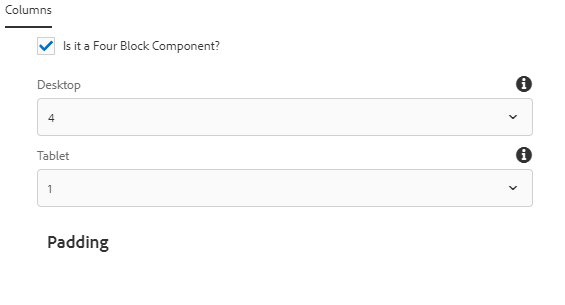 Columns
Is it a Four Block Component?
Desktop
4
Tablet
1
Padding